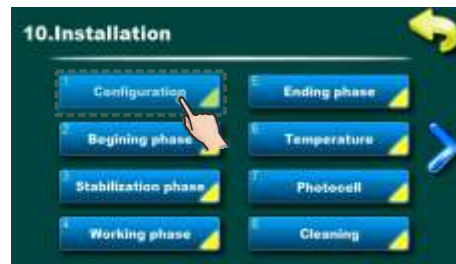 10.Installation
1 Configuration
2 Begining phase
3 Stabilization phase
4 Working phase
5 Ending phase
6 Temperature
7 Photocell
8 Cleaning